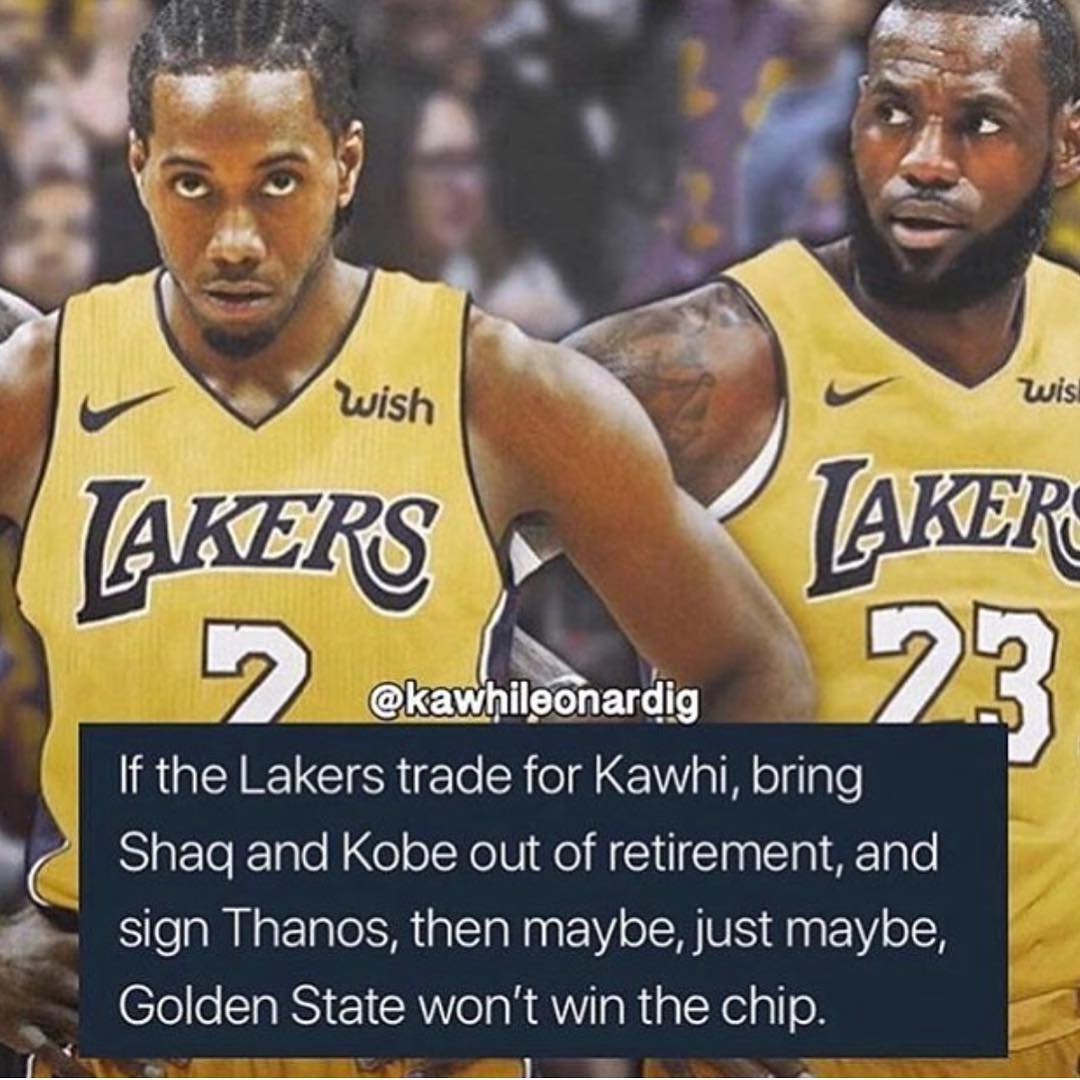 wish
wis
LAKERS
LAKERS
2
23
@kawhileonardig
If the Lakers trade for Kawhi, bring
Shaq and Kobe out of retirement, and
sign Thanos, then maybe, just maybe,
Golden State won't win the chip.